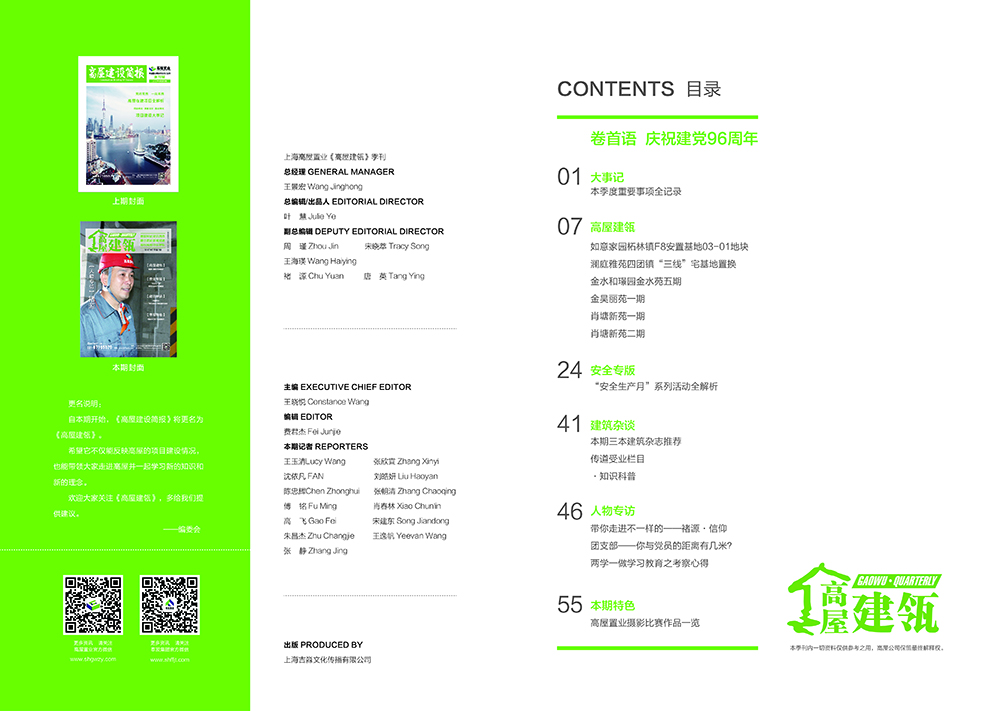 高屋建设简报
上期封面
高屋建瓴
人物专访
本期封面
更名说明：
自本期开始，《高屋建设简报》将更名为
《高屋建瓴》。
希望它不仅能反映高屋的项目建设情况，
也能带领大家走进高屋并一起学习新的知识和
新的理念。
欢迎大家关注《高屋建瓴》，多给我们提
供建议。
——编委会
www.shgwzy.com
www.shfljt.com
上海高屋置业《高屋建瓴》季刊
总经理 GENERAL MANAGER
王景宏 Wang Jinghong
总编辑/出品人 EDITORIAL DIRECTOR
叶 慧 Julie Ye
副总编辑 DEPUTY EDITORIAL DIRECTOR
周 瑾 Zhou Jin 宋晓萃 Tracy Song
王海瑛 Wang Haiying
褚 源 Chu Yuan 唐 英 Tang Ying
主编 EXECUTIVE CHIEF EDITOR
王晓悦 Constance Wang
编辑 EDITOR
费君杰 Fei Junjie
本期记者 REPORTERS
王玉清Lucy Wang 张欣宜 Zhang Xinyi
沈依凡 FAN 刘皓妍 Liu Haoyan
陈忠辉Chen Zhonghui 张朝清 Zhang Chaoqing
傅 铭 Fu Ming 肖春林 Xiao Chunlin
高 飞 Gao Fei 宋建东 Song Jiandong
朱昌杰 Zhu Changjie 王逸帆 Yeevan Wang
张 静 Zhang Jing
出版 PRODUCED BY
上海吉淼文化传播有限公司
CONTENTS 目录
卷首语 庆祝建党96周年
01 大事记
本季度重要事项全记录
07 高屋建瓴
如意家园柘林镇F8安置基地03-01地块
澜庭雅苑四团镇“三线”宅基地置换
金水和璟园金水苑五期
金昊丽苑一期
肖塘新苑一期
肖塘新苑二期
24 安全专版
“安全生产月”系列活动全解析
41 建筑杂谈
本期三本建筑杂志推荐
传道受业栏目
·知识科普
46 人物专访
带你走进不一样的——褚源·信仰
团支部——你与党员的距离有几米?
两学一做学习教育之考察心得
55 本期特色
高屋置业摄影比赛作品一览
GAOWU·QUARTERLY
高屋建瓴
本季刊内一切资料仅供参考之用，高屋公司保留最终解释权。